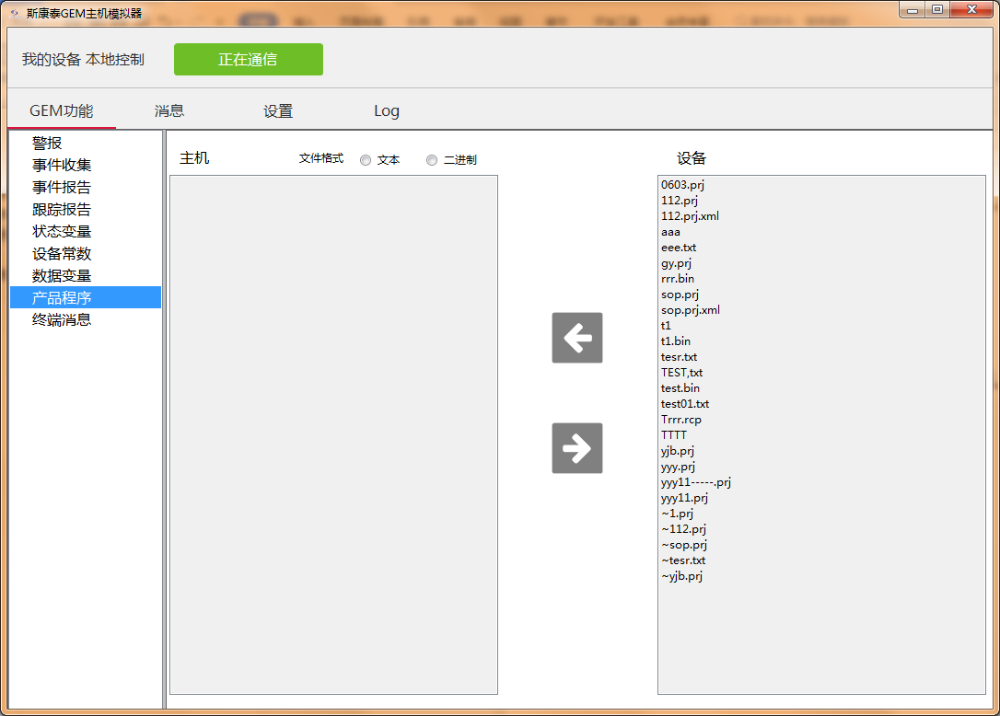 斯康泰GEM主机模拟器
我的设备 本地控制 正在通信
GEM功能 消息 设置 Log
警报
事件收集
事件报告
跟踪报告
状态变量
设备常数
数据变量
产品程序
终端消息
主机 文件格式 文本 二进制 设备
0603.prj
112.prj
112.prj.xml
aaa
eee.txt
gy.prj
rrr.bin
sop.prj
sop.prj.xml
t1
t1.bin
tesr.txt
TEST,txt
test.bin
test01.txt
Trrr.rcp
TTTT
yjb.prj
yyy.prj
yyy11-----.prj
yyy11.prj
~1.prj
~112.prj
~sop.prj
~tesr.txt
~yjb.prj